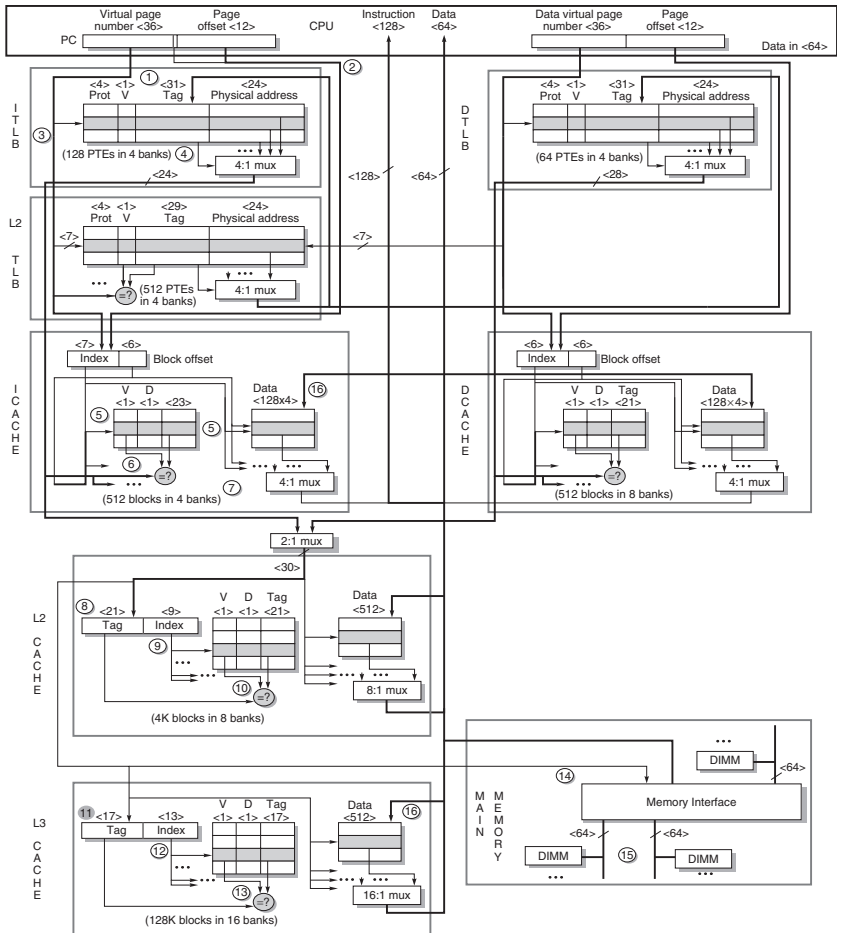 Virtual page number <36>
Page offset <12>
CPU
Instruction <128>
Data <64>
Data virtual page number <36>
Page offset <12>
PC
Data in <64>
1
2
ITLB
<4> <1> <31> <24>
Prot V Tag Physical address
3
4
(128 PTEs in 4 banks)
...
4:1 mux
<24>
DTLB
<4> <1> <31> <24>
Prot V Tag Physical address
(64 PTEs in 4 banks)
...
4:1 mux
<28>
<128>
<64>
L2 TLB
<4> <1> <29> <24>
Prot V Tag Physical address
<7>
<7>
...
=?
(512 PTEs in 4 banks)
...
4:1 mux
ICACHE
<7> <6>
Index
Block offset
V D
<1> <1> <23>
5
5
6
Data
<128x4>
16
... ...
=?
7
... ...
4:1 mux
(512 blocks in 4 banks)
DCACHE
<6> <6>
Index
Block offset
V D Tag
<1> <1> <21>
Data
<128×4>
... ...
=?
... ...
4:1 mux
(512 blocks in 8 banks)
2:1 mux
<30>
L2 CACHE
8
<21> <9>
Tag Index
9
V D Tag
<1> <1> <21>
Data
<512>
...
...
10
=?
... ...
8:1 mux
(4K blocks in 8 banks)
L3 CACHE
11
<17> <13>
Tag Index
12
V D Tag
<1> <1> <17>
Data
<512>
16
...
...
13
=?
... ...
16:1 mux
(128K blocks in 16 banks)
MAIN MEMORY
14
...
DIMM
<64>
Memory Interface
<64>
<64>
15
DIMM
...
DIMM
...